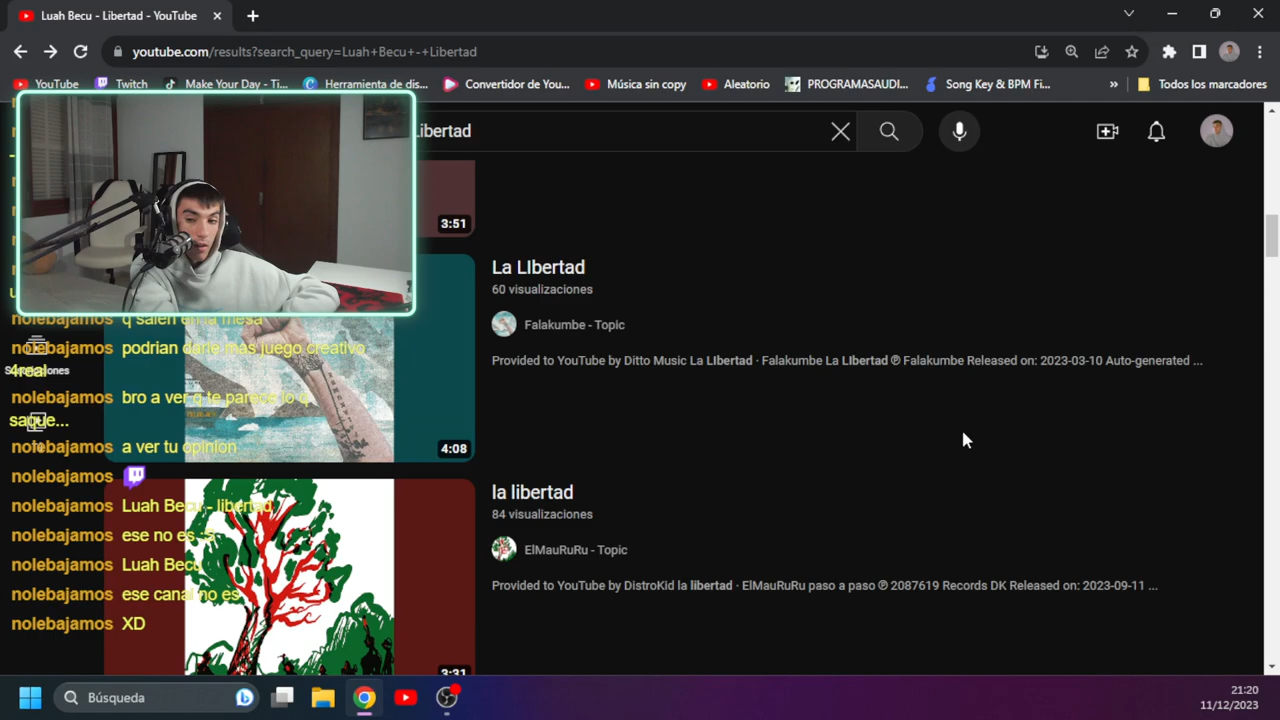 Luah Becu - Libertad - YouTube
youtube.com/results?search_query=Luah+Becu+-+Libertad
YouTube
Twitch
Make Your Day - Ti...
Herramienta de dis...
Convertidor de You...
Música sin copy
Aleatorio
PROGRAMASAUDI...
Song Key & BPM Fi...
»
Todos los marcadores
Libertad
3:51
La LIbertad
60 visualizaciones
Falakumbe - Topic
Provided to YouTube by Ditto Music La LIbertad · Falakumbe La LIbertad ℗ Falakumbe Released on: 2023-03-10 Auto-generated ...
4:08
la libertad
84 visualizaciones
ElMauRuRu - Topic
Provided to YouTube by DistroKid la libertad · ElMauRuRu paso a paso ℗ 2087619 Records DK Released on: 2023-09-11 ...
3:31
nolebajamos q salen en la mesa
nolebajamos podrian darle mas juego creativo
4real
nolebajamos bro a ver q te parece lo q
saque...
nolebajamos a ver tu opinion
nolebajamos
nolebajamos Luah Becu - libertad
nolebajamos ese no es :S
nolebajamos Luah Becu
nolebajamos ese canal no es
nolebajamos XD
Búsqueda
21:20
11/12/2023